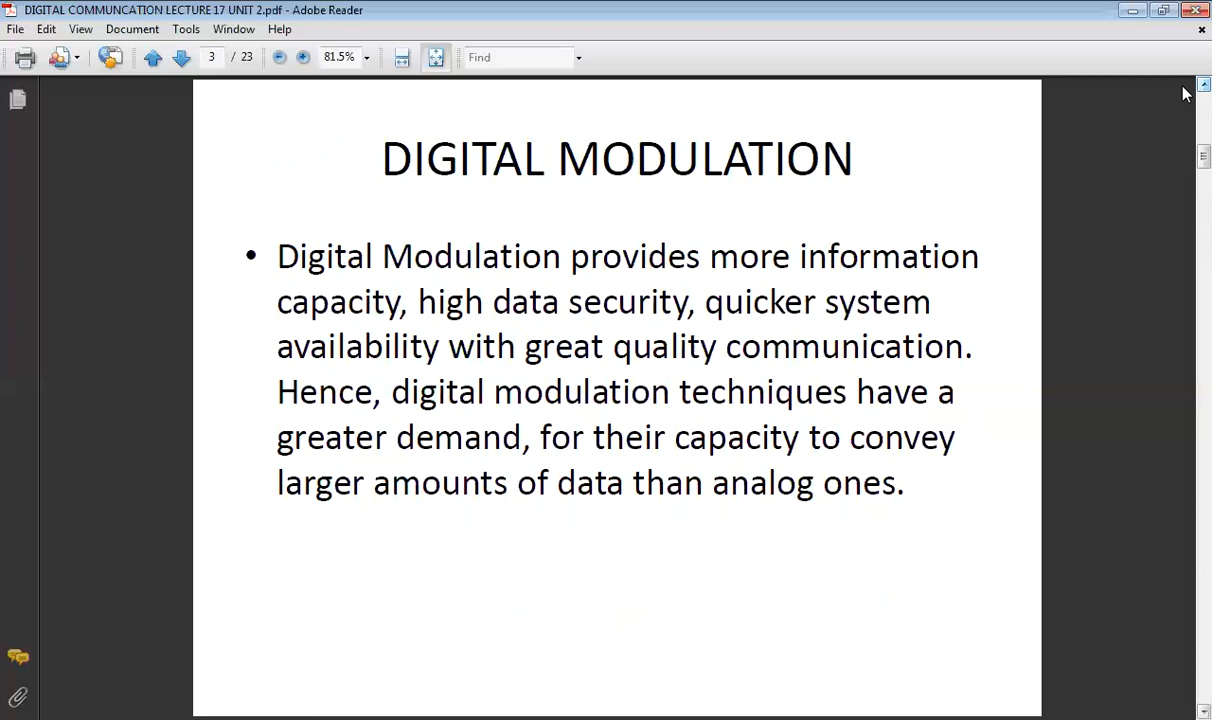 DIGITAL COMMUNCATION LECTURE 17 UNIT 2.pdf - Adobe Reader
File Edit View Document Tools Window Help
3 / 23 81.5% Find
DIGITAL MODULATION
• Digital Modulation provides more information
capacity, high data security, quicker system
availability with great quality communication.
Hence, digital modulation techniques have a
greater demand, for their capacity to convey
larger amounts of data than analog ones.